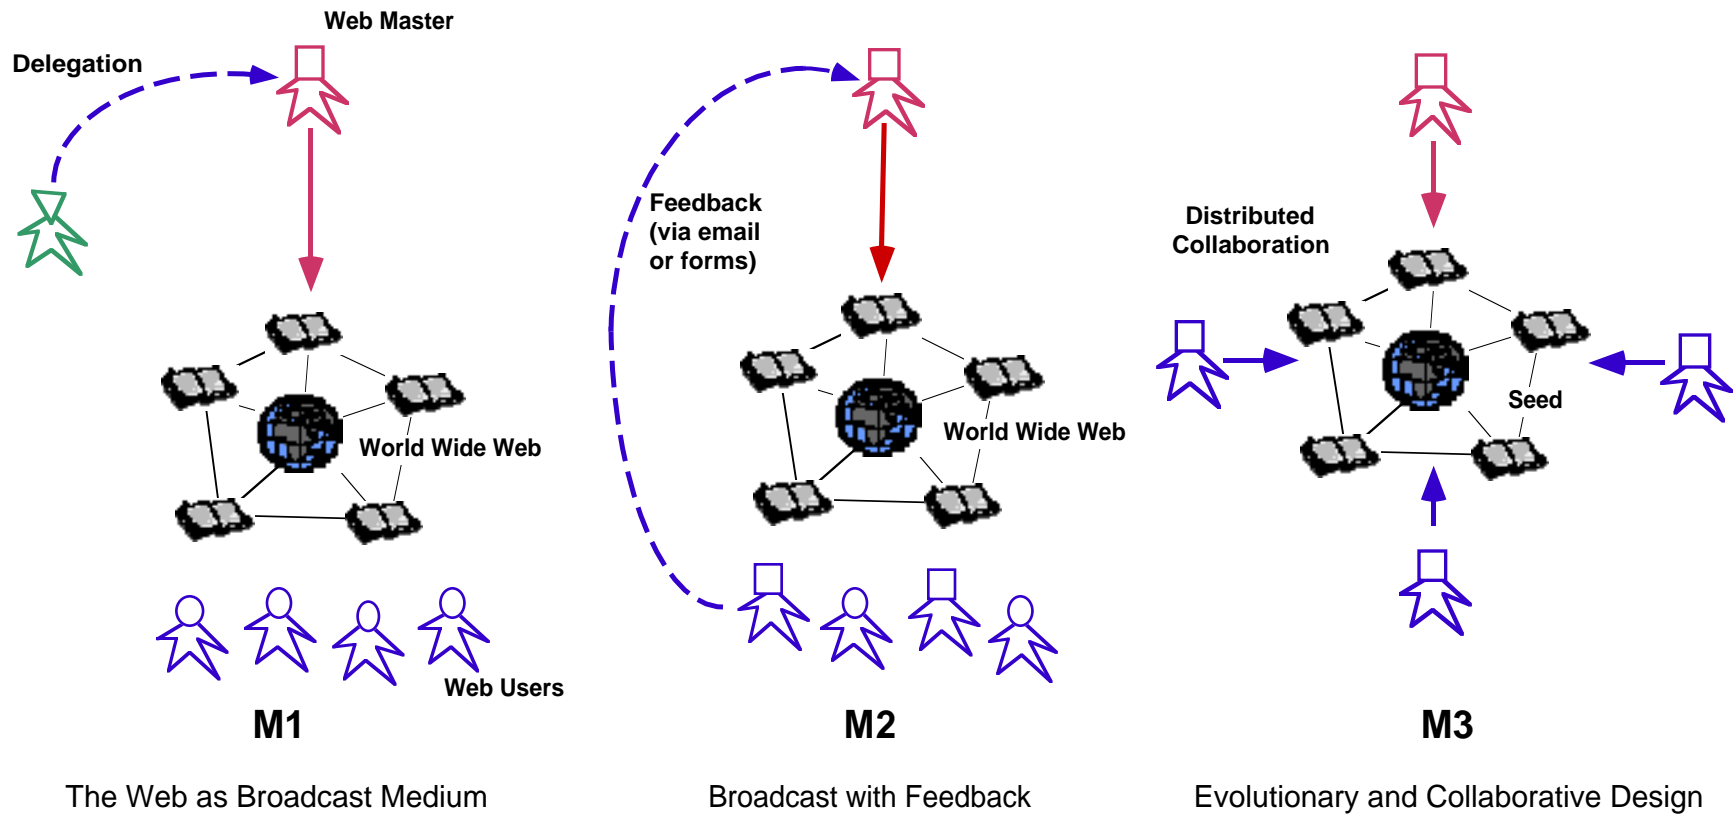 Web Master
Delegation
World Wide Web
Web Users
M1
The Web as Broadcast Medium
Feedback
(via email
or forms)
World Wide Web
M2
Broadcast with Feedback
Distributed
Collaboration
Seed
M3
Evolutionary and Collaborative Design